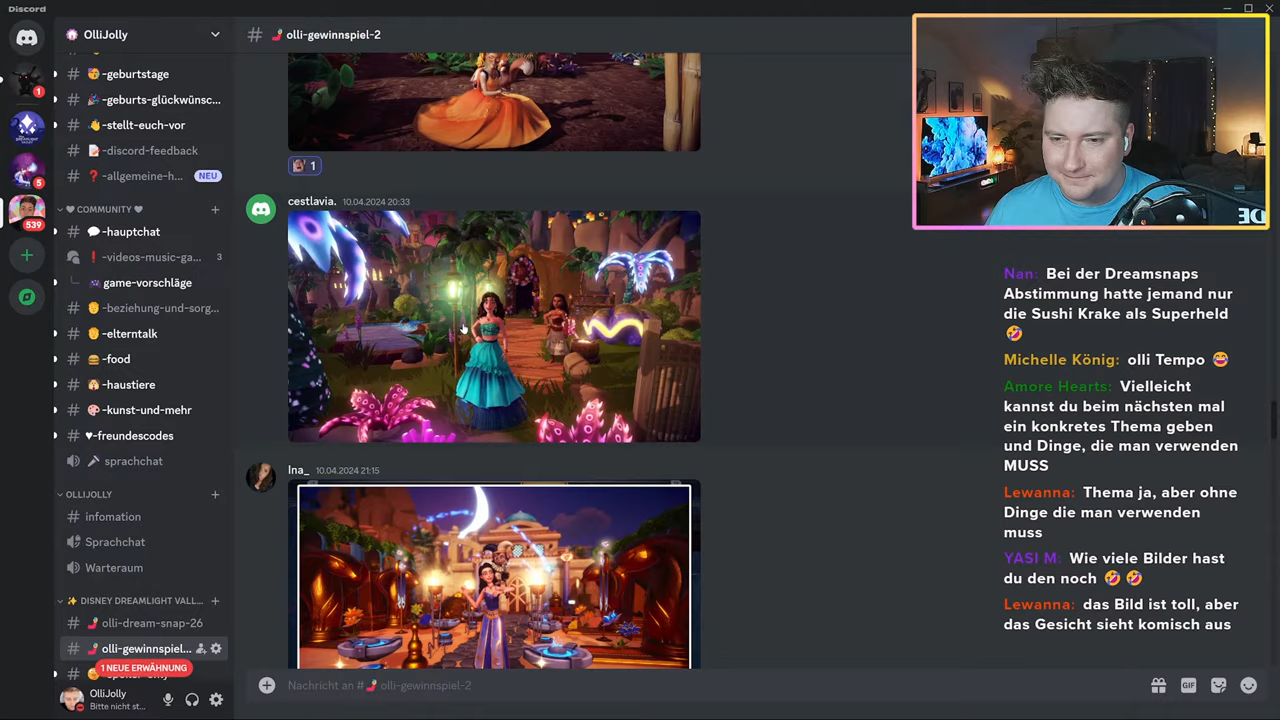 Discord
OlliJolly
-geburtstage
-geburts-glückwünsc...
-stellt-euch-vor
-discord-feedback
-allgemeine-h...
NEU
COMMUNITY
-hauptchat
-videos-music-ga...
3
game-vorschläge
-beziehung-und-sorg...
-elterntalk
-food
-haustiere
-kunst-und-mehr
-freundescodes
sprachchat
OLLIJOLLY
infomation
Sprachchat
Warteraum
DISNEY DREAMLIGHT VALL...
olli-dream-snap-26
olli-gewinnspiel...
1 NEUE ERWÄHNUNG
OlliJolly
Bitte nicht st...
1
5
539
olli-gewinnspiel-2
1
cestlavia. 10.04.2024 20:33
Ina_ 10.04.2024 21:15
Nachricht an # olli-gewinnspiel-2
GIF
Nan: Bei der Dreamsnaps
Abstimmung hatte jemand nur
die Sushi Krake als Superheld
🤣
Michelle König: olli Tempo 😂
Amore Hearts: Vielleicht
kannst du beim nächsten mal
ein konkretes Thema geben
und Dinge, die man verwenden
MUSS
Lewanna: Thema ja, aber ohne
Dinge die man verwenden
muss
YASI M: Wie viele Bilder hast
du den noch 🤣🤣
Lewanna: das Bild ist toll, aber
das Gesicht sieht komisch aus